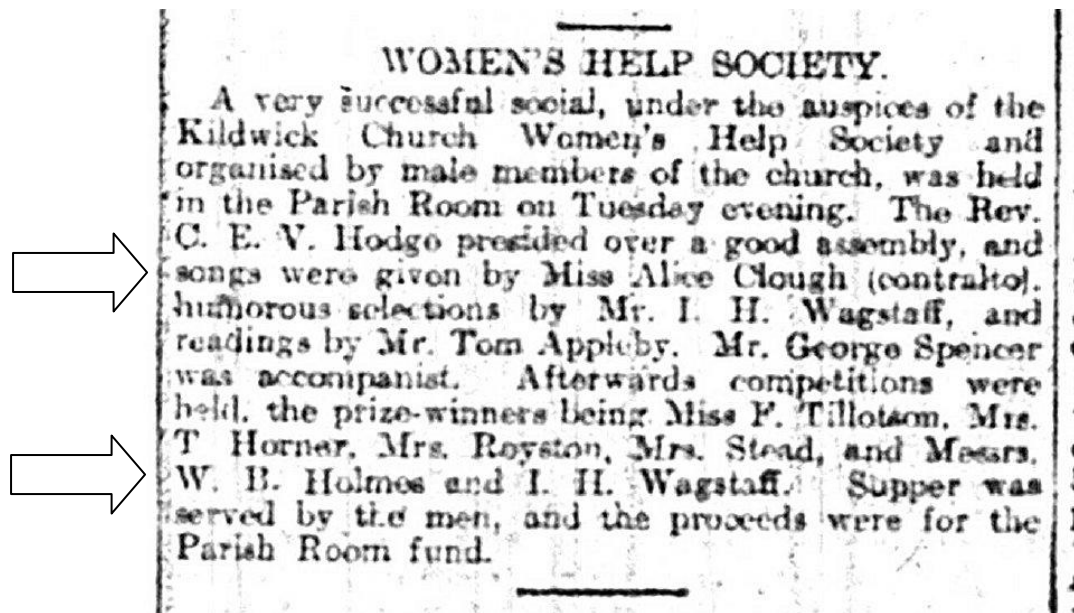 WOMEN'S HELP SOCIETY.
A very successful social, under the auspices of the
Kildwick Church Women's Help Society and
organised by male members of the church, was held
in the Parish Room on Tuesday evening. The Rev.
C. E. V. Hodge presided over a good assembly, and
songs were given by Miss Alice Clough (contralto),
humorous selections by Mr. I. H. Wagstaff, and
readings by Mr. Tom Appleby. Mr. George Spencer
was accompanist. Afterwards competitions were
held, the prize-winners being Miss F. Tillotson, Mrs.
T Horner, Mrs. Royston, Mrs. Stead, and Messrs.
W. B. Holmes and I. H. Wagstaff. Supper was
served by the men, and the proceeds were for the
Parish Room fund.